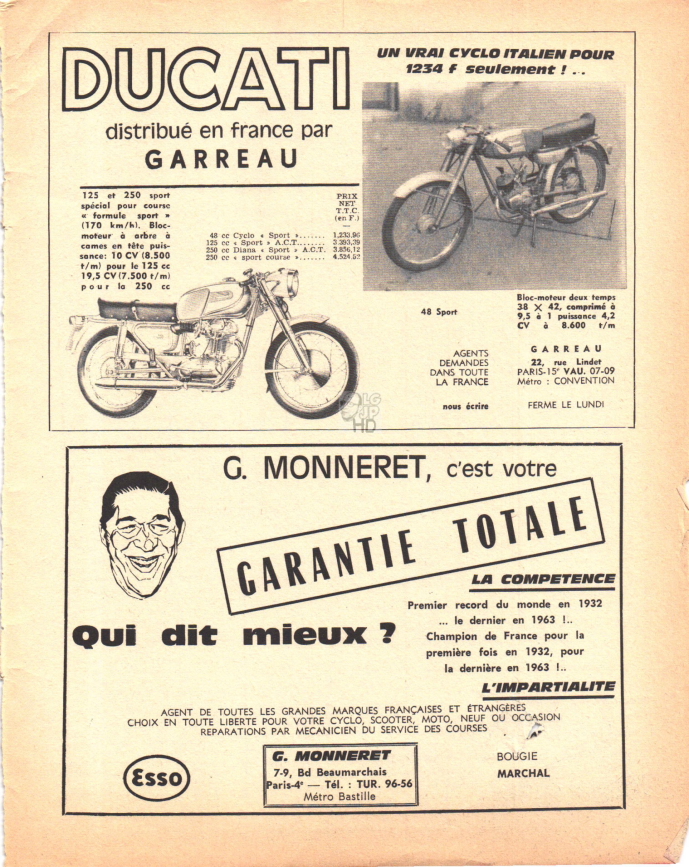 DUCATI
distribué en france par
GARREAU
UN VRAI CYCLO ITALIEN POUR
1234 f seulement ! ..
125 et 250 sport
spécial pour course
« formule sport »
(170 km/h). Bloc-
moteur à arbre à
cames en tête puis-
sance: 10 CV (8.500
t/m) pour le 125 cc
19,5 CV (7.500 t/m)
pour la 250 cc
PRIX
NET
T.T.C.
(en F.)
—
48 cc Cyclo « Sport »....... 1,233.96
125 cc « Sport » A.C.T....... 3 393,39
250 cc Diana « Sport » A.C.T. 3.856,12
250 cc « sport course »..... 4.524,52
48 Sport
Bloc-moteur deux temps
38 × 42, comprimé à
9,5 à 1 puissance 4,2
CV à 8.600 t/m
AGENTS
DEMANDES
DANS TOUTE
LA FRANCE
nous écrire
GARREAU
22, rue Lindet
PARIS-15e VAU. 07-09
Métro : CONVENTION
FERME LE LUNDI
LG
JP
HD
G. MONNERET, c'est votre
GARANTIE TOTALE
LA COMPETENCE
Premier record du monde en 1932
... le dernier en 1963 !..
Champion de France pour la
première fois en 1932, pour
la dernière en 1963 !..
Qui dit mieux ?
L'IMPARTIALITE
AGENT DE TOUTES LES GRANDES MARQUES FRANÇAISES ET ÉTRANGÈRES
CHOIX EN TOUTE LIBERTE POUR VOTRE CYCLO, SCOOTER, MOTO, NEUF OU OCCASION
REPARATIONS PAR MECANICIEN DU SERVICE DES COURSES
Esso
G. MONNERET
7-9, Bd Beaumarchais
Paris-4e — Tél. : TUR. 96-56
Métro Bastille
BOUGIE
MARCHAL